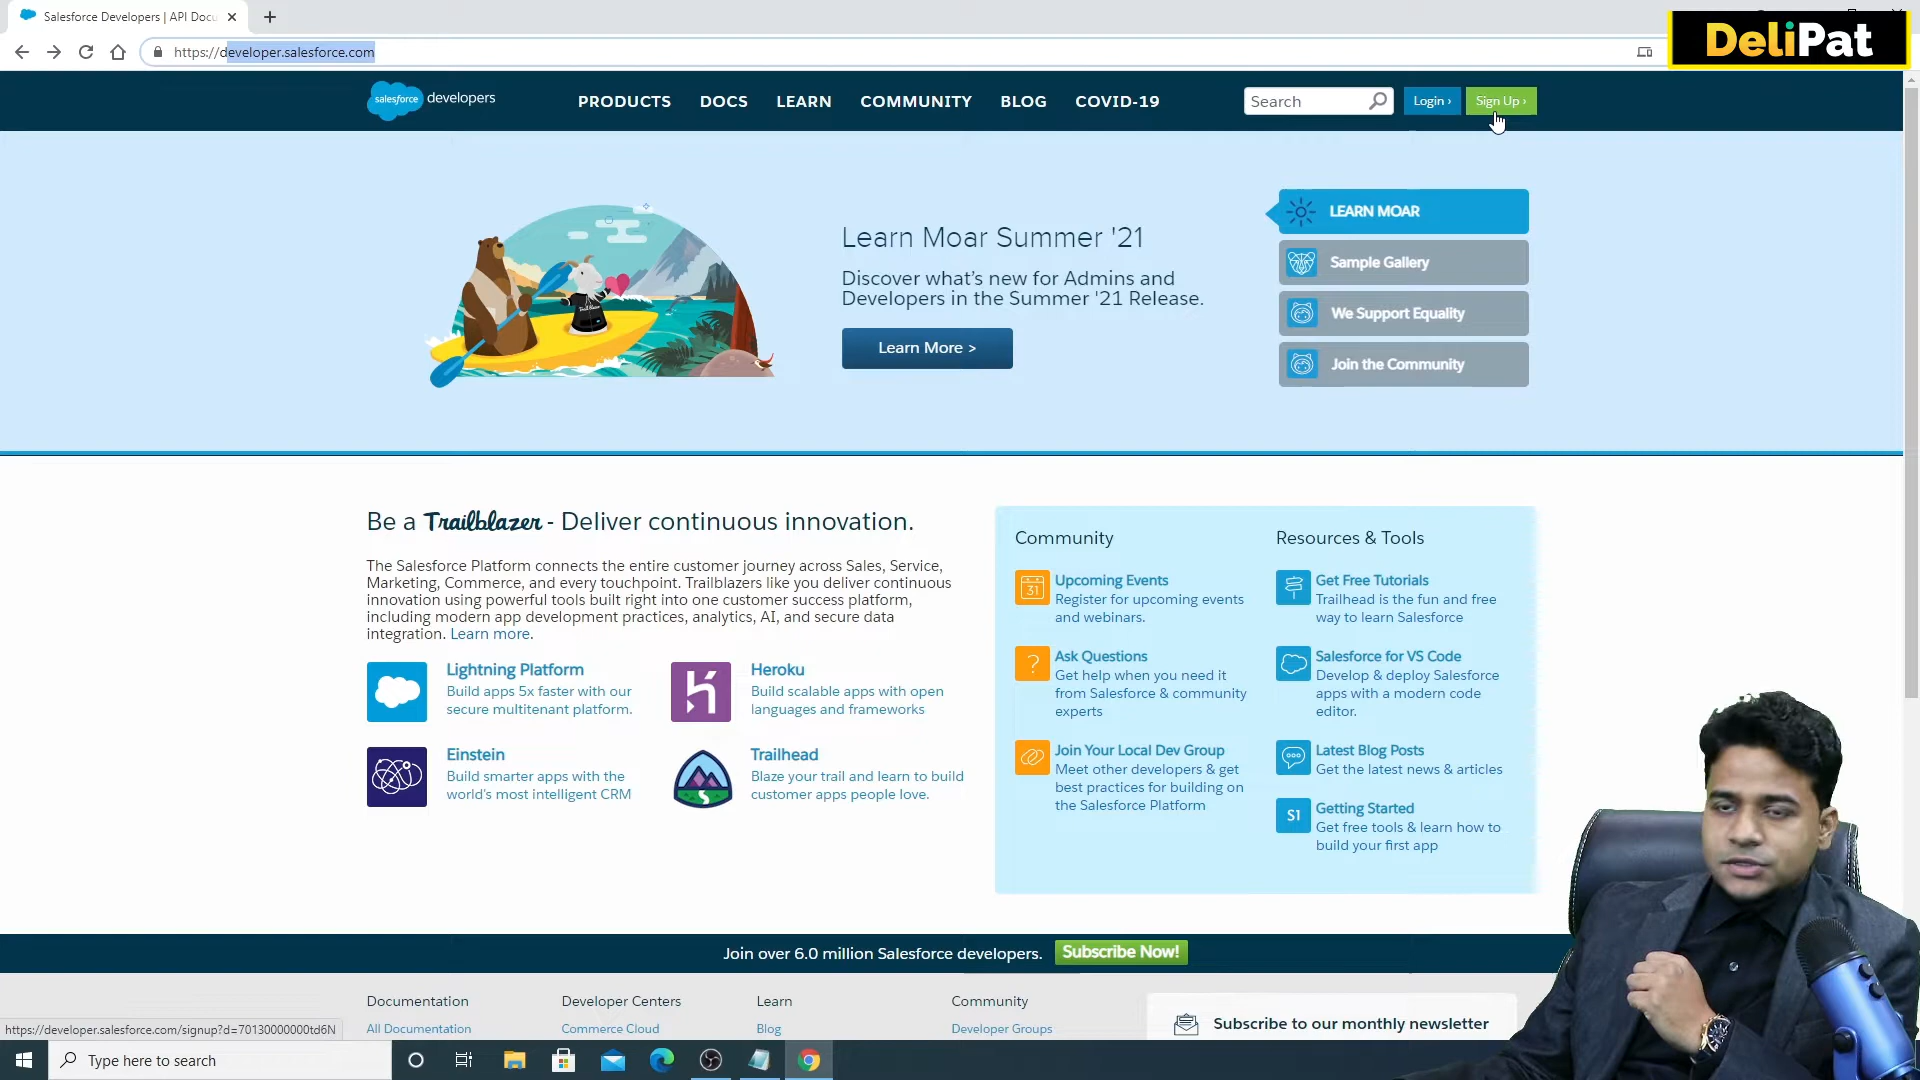 Salesforce Developers | API Docu
https://developer.salesforce.com
DeliPat
salesforce developers
PRODUCTS DOCS LEARN COMMUNITY BLOG COVID-19
Search
Login ›
Sign Up ›
Learn Moar Summer '21
Discover what's new for Admins and
Developers in the Summer '21 Release.
Learn More >
LEARN MOAR
Sample Gallery
We Support Equality
Join the Community
Be a Trailblazer - Deliver continuous innovation.
The Salesforce Platform connects the entire customer journey across Sales, Service,
Marketing, Commerce, and every touchpoint. Trailblazers like you deliver continuous
innovation using powerful tools built right into one customer success platform,
including modern app development practices, analytics, AI, and secure data
integration. Learn more.
Lightning Platform
Build apps 5x faster with our
secure multitenant platform.
Heroku
Build scalable apps with open
languages and frameworks
Einstein
Build smarter apps with the
world's most intelligent CRM
Trailhead
Blaze your trail and learn to build
customer apps people love.
Community
31
Upcoming Events
Register for upcoming events
and webinars.
?
Ask Questions
Get help when you need it
from Salesforce & community
experts
Join Your Local Dev Group
Meet other developers & get
best practices for building on
the Salesforce Platform
Resources & Tools
Get Free Tutorials
Trailhead is the fun and free
way to learn Salesforce
Salesforce for VS Code
Develop & deploy Salesforce
apps with a modern code
editor.
Latest Blog Posts
Get the latest news & articles
S1
Getting Started
Get free tools & learn how to
build your first app
Join over 6.0 million Salesforce developers.
Subscribe Now!
Documentation
All Documentation
Developer Centers
Commerce Cloud
Learn
Blog
Community
Developer Groups
Subscribe to our monthly newsletter
https://developer.salesforce.com/signup?d=70130000000td6N
Type here to search